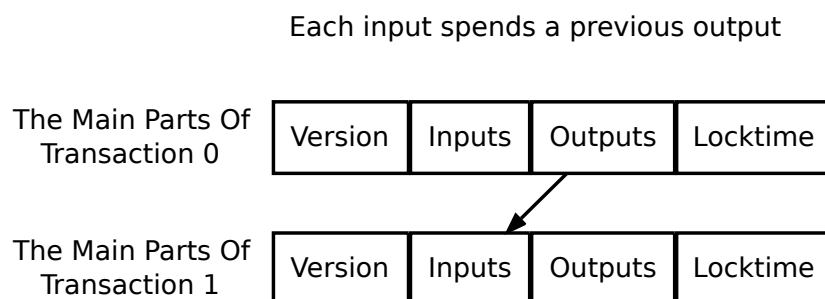 Each input spends a previous output
The Main Parts Of
Transaction 0
Version Inputs Outputs Locktime
The Main Parts Of
Transaction 1
Version Inputs Outputs Locktime